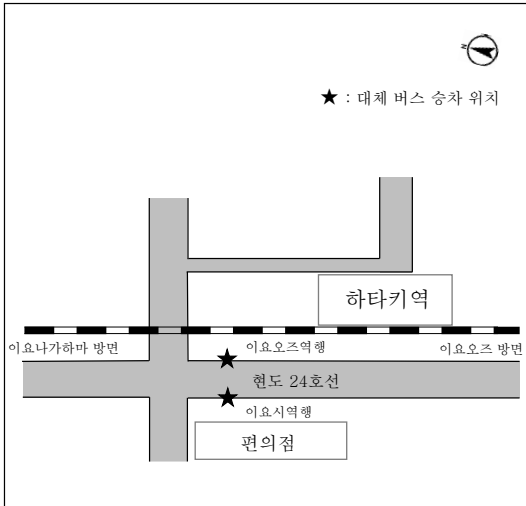 N
★ : 대체 버스 승차 위치
하타키역
이요나가하마 방면
이요오즈역행
이요오즈 방면
현도 24호선
이요시역행
편의점